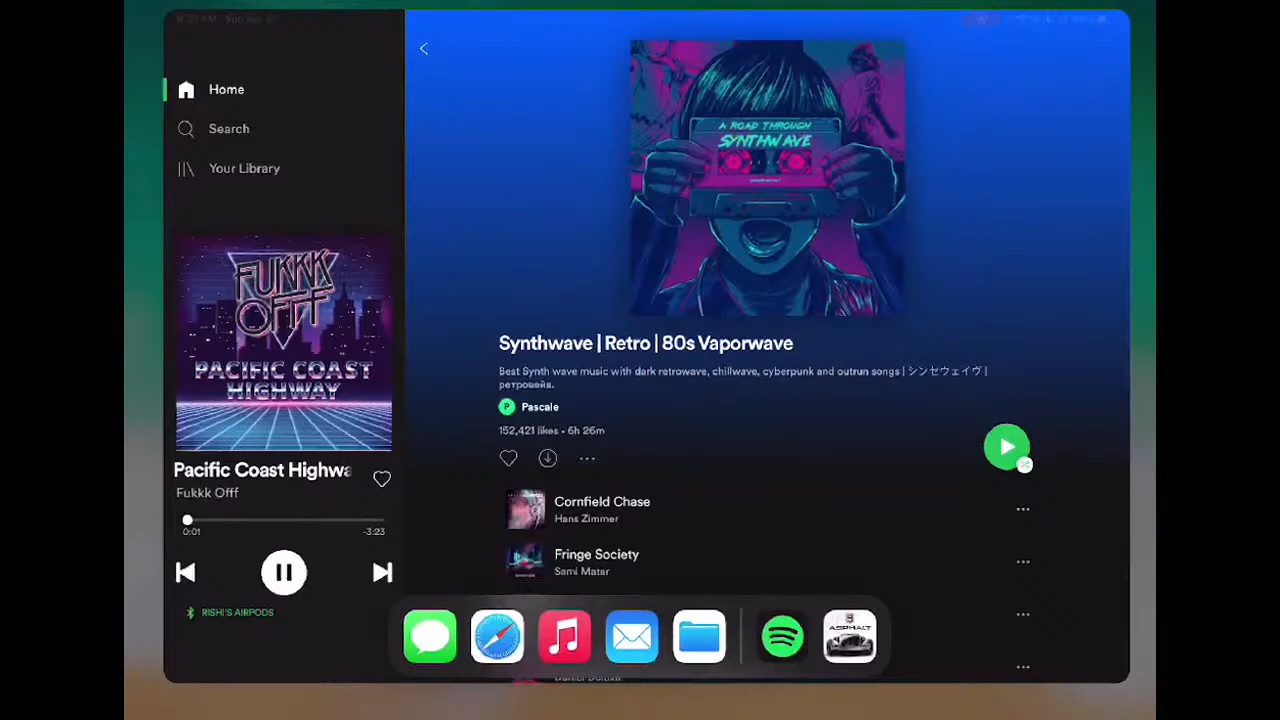 Home
Search
Your Library
FUKKK
OFFF
PACIFIC COAST
HIGHWAY
Pacific Coast Highwa
Fukkk Offf
0:01
-3:23
RISHI'S AIRPODS
A ROAD THROUGH
SYNTHWAVE
Synthwave | Retro | 80s Vaporwave
Best Synth wave music with dark retrowave, chillwave, cyberpunk and outrun songs | シンセウェイヴ |
ретровейв.
P Pascale
152,421 likes • 6h 26m
Cornfield Chase
Hans Zimmer
Fringe Society
Sami Matar
ASPHALT